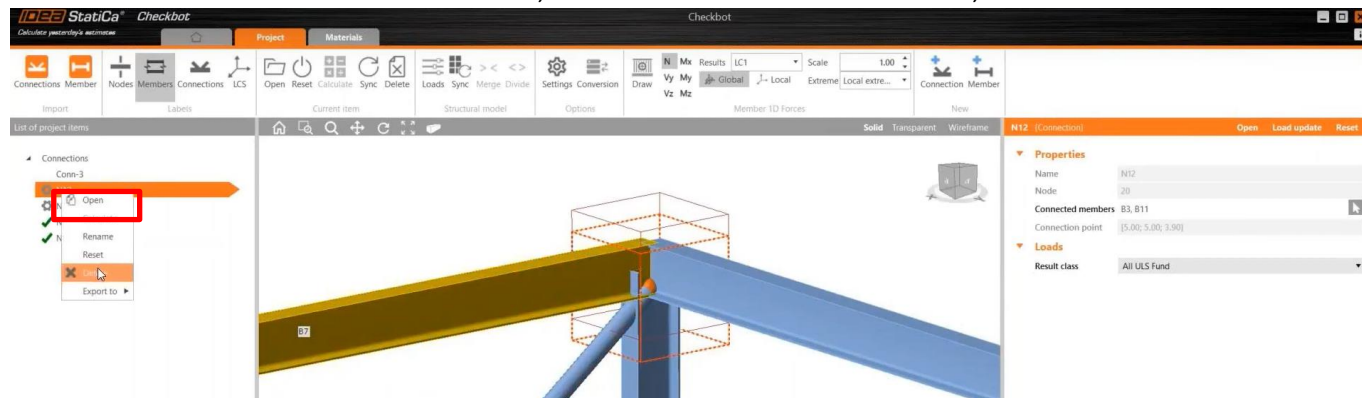 IDEA StatiCa® Checkbot
Calculate yesterday's estimates
Checkbot
Project Materials
Connections Member Nodes Members Connections LCS Open Reset Calculate Sync Delete Loads Sync Merge Divide Settings Conversion Draw
N Mx Results LC1 Scale 1.00
Vy My Global Local Extreme Local extre...
Vz Mz
Connection Member
Import Labels Current item Structural model Options Member 1D Forces New
List of project items
Solid Transparent Wireframe
N12 [Connection] Open Load update Reset
Connections
Conn-3
Open
Rename
Reset
Export to
B7
Properties
Name N12
Node 20
Connected members B3, B11
Connection point [5.00; 5.00; 3.90]
Loads
Result class All ULS Fund